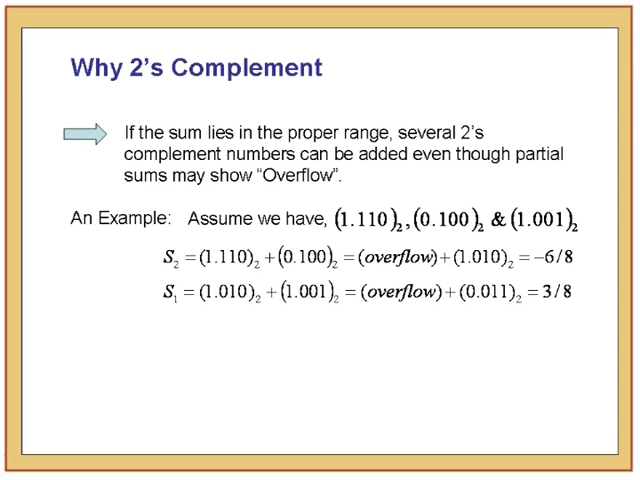 Why 2's Complement
If the sum lies in the proper range, several 2's
complement numbers can be added even though partial
sums may show "Overflow".
An Example: Assume we have, (1.110)₂, (0.100)₂ & (1.001)₂
S₂ = (1.110)₂ + (0.100)₂ = (overflow) + (1.010)₂ = −6/8
S₁ = (1.010)₂ + (1.001)₂ = (overflow) + (0.011)₂ = 3/8